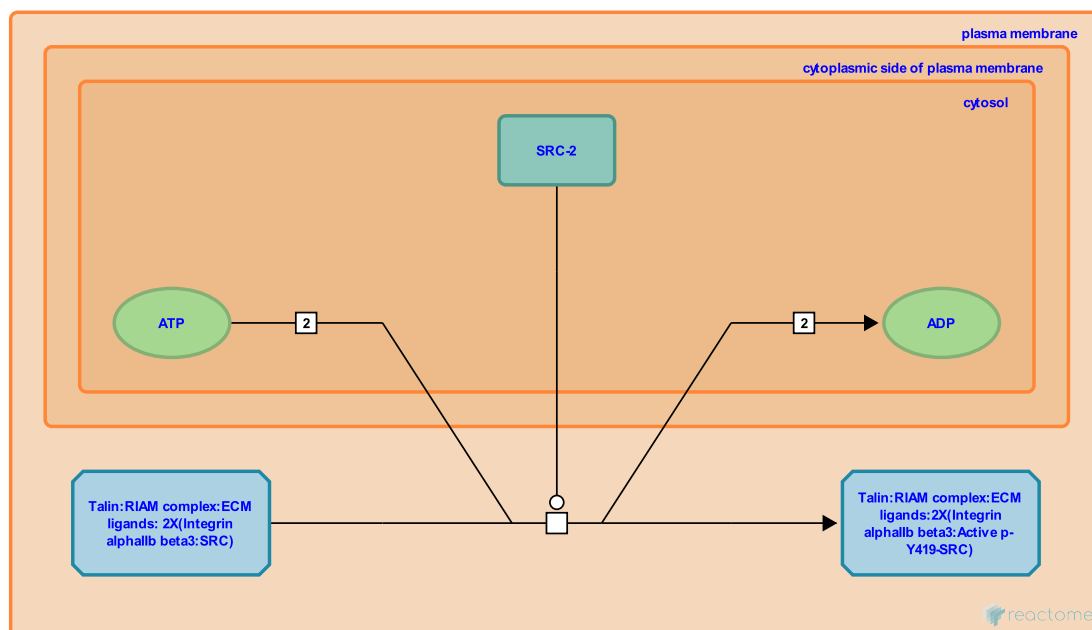 plasma membrane
cytoplasmic side of plasma membrane
cytosol
SRC-2
ATP
2
2
ADP
Talin:RIAM complex:ECM
ligands: 2X(Integrin
alphaIIb beta3:SRC)
Talin:RIAM complex:ECM
ligands:2X(Integrin
alphaIIb beta3:Active p-
Y419-SRC)
reactome